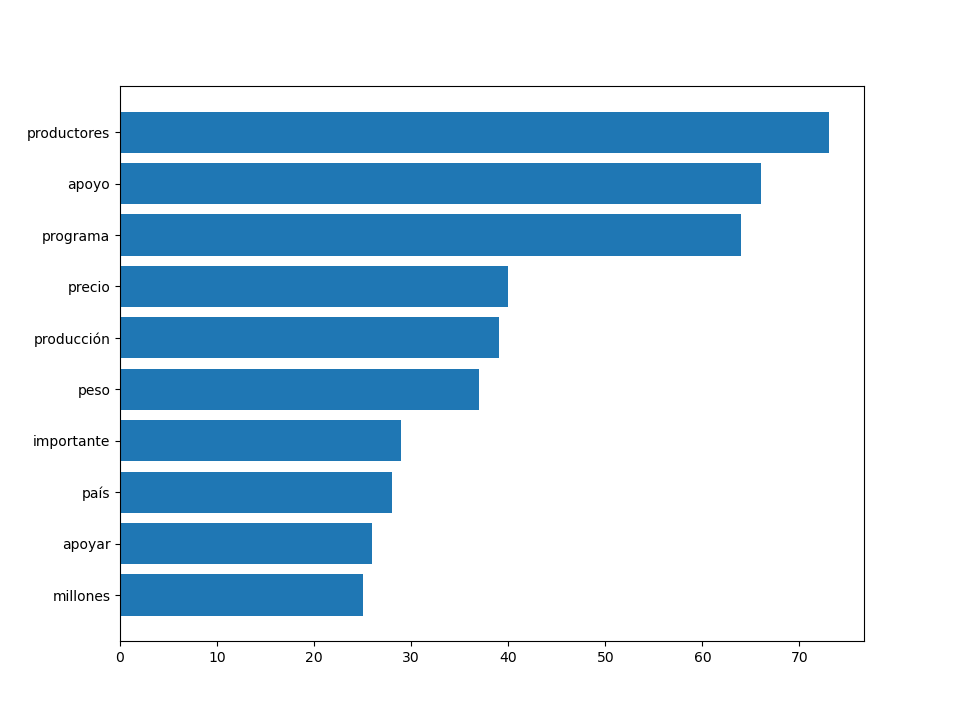 productores
apoyo
programa
precio
producción
peso
importante
país
apoyar
millones
0 10 20 30 40 50 60 70